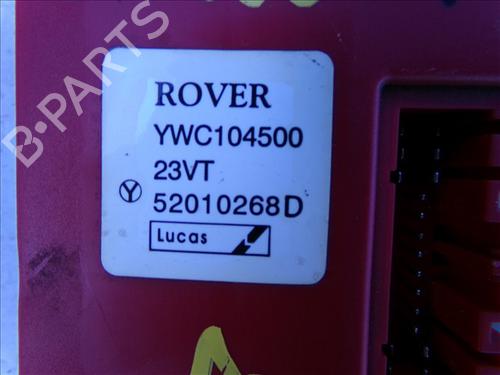 B-PARTS
ROVER
YWC104500
23VT
Y
52010268D
Lucas